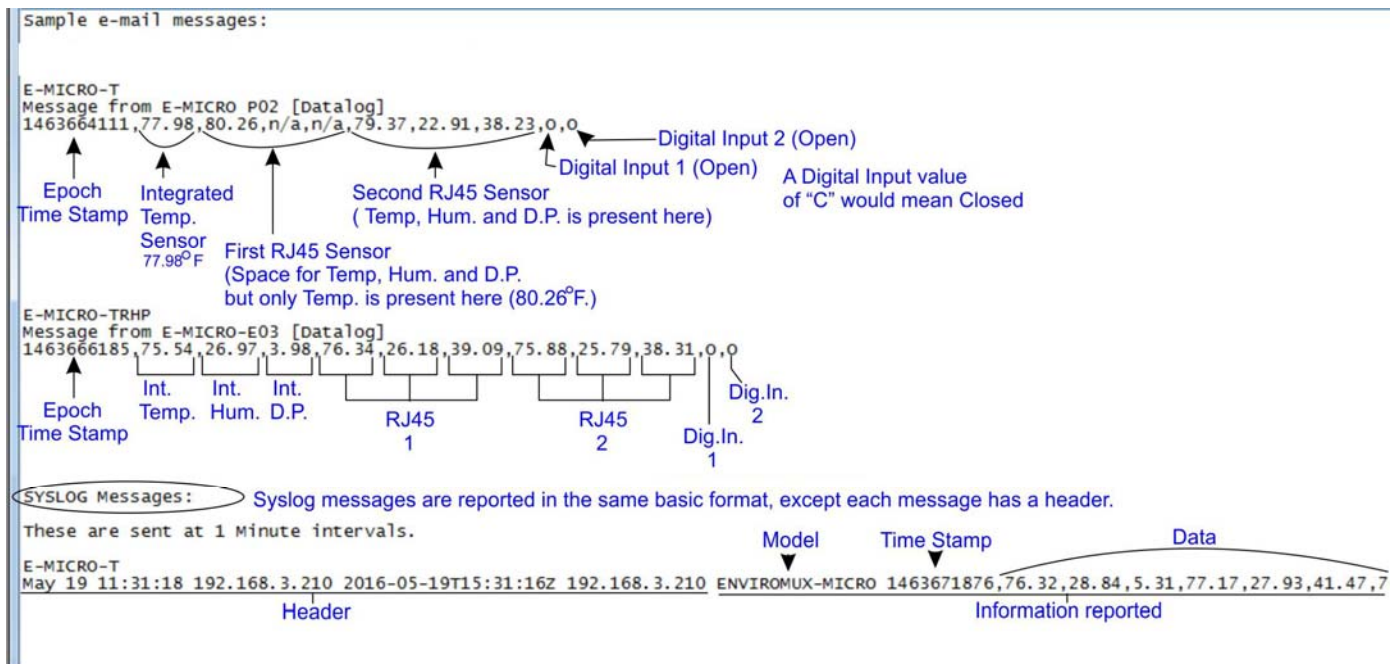 Sample e-mail messages:
E-MICRO-T
Message from E-MICRO P02 [Datalog]
1463664111,77.98,80.26,n/a,n/a,79.37,22.91,38.23,o,o
Digital Input 2 (Open)
Digital Input 1 (Open)
Epoch
Time Stamp
Integrated
Temp.
Sensor
77.98°F
Second RJ45 Sensor
( Temp, Hum. and D.P. is present here)
A Digital Input value
of “C” would mean Closed
First RJ45 Sensor
(Space for Temp, Hum. and D.P.
but only Temp. is present here (80.26°F.)
E-MICRO-TRHP
Message from E-MICRO-E03 [Datalog]
1463666185,75.54,26.97,3.98,76.34,26.18,39.09,75.88,25.79,38.31,o,o
Epoch
Time Stamp
Int.
Temp.
Int.
Hum.
Int.
D.P.
RJ45
1
RJ45
2
Dig.In.
1
Dig.In.
2
SYSLOG Messages:
Syslog messages are reported in the same basic format, except each message has a header.
These are sent at 1 Minute intervals.
Model
Time Stamp
Data
E-MICRO-T
May 19 11:31:18 192.168.3.210 2016-05-19T15:31:16Z 192.168.3.210 ENVIROMUX-MICRO 1463671876,76.32,28.84,5.31,77.17,27.93,41.47,7
Header
Information reported